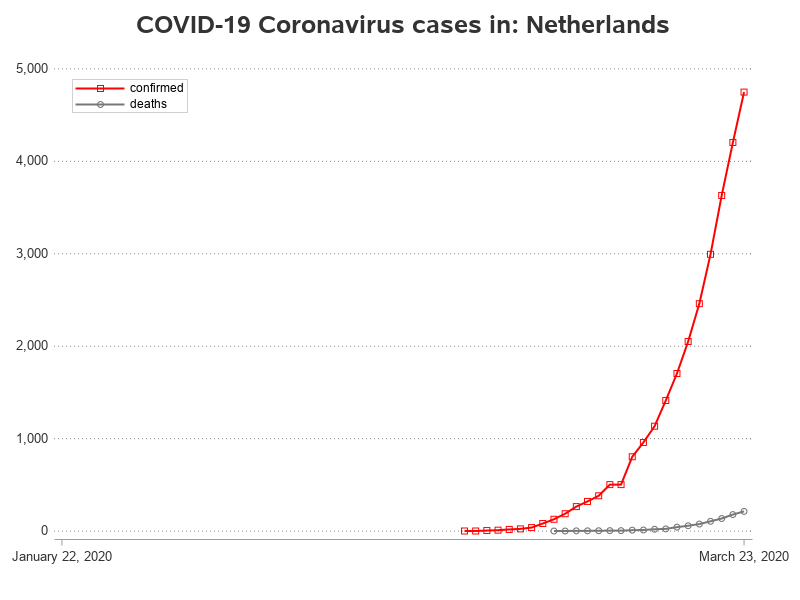 COVID-19 Coronavirus cases in: Netherlands
5,000
confirmed
deaths
4,000
3,000
2,000
1,000
0
January 22, 2020
March 23, 2020